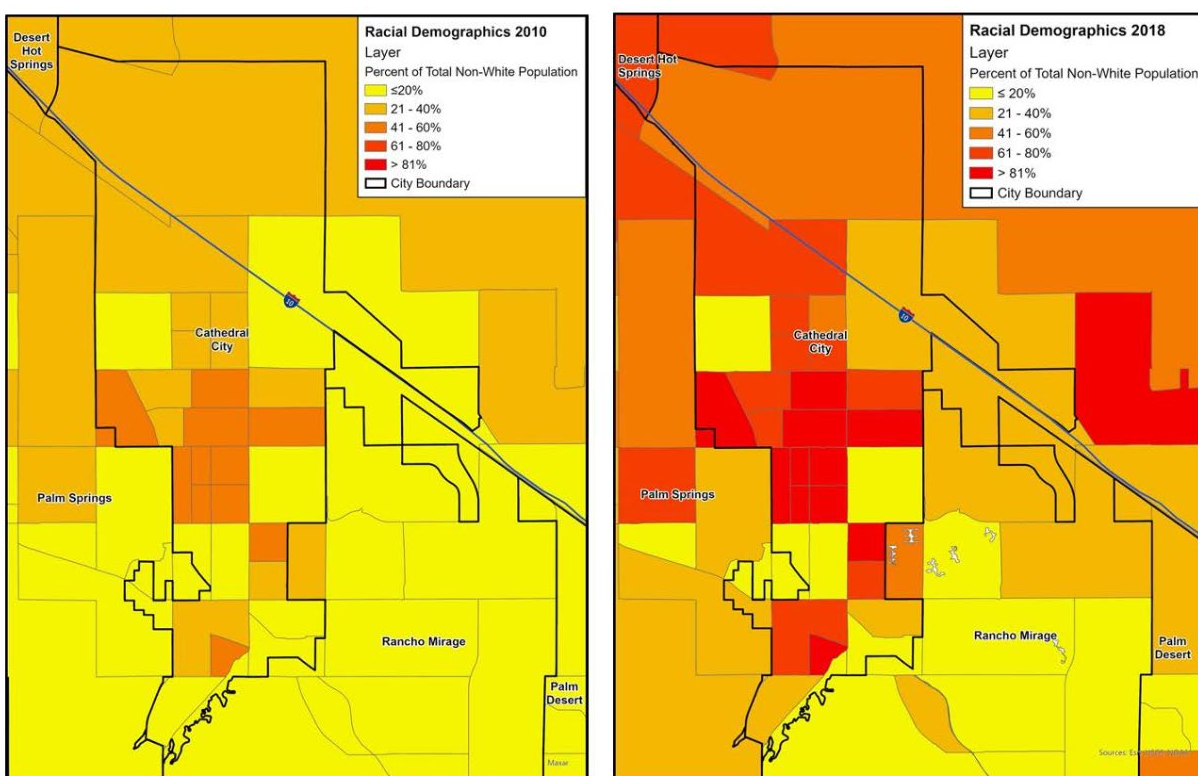 Racial Demographics 2010
Layer
Percent of Total Non-White Population
≤20%
21 - 40%
41 - 60%
61 - 80%
> 81%
City Boundary
Desert
Hot
Springs
10
Cathedral
City
Palm Springs
Rancho Mirage
Palm
Desert
Maxar
Racial Demographics 2018
Layer
Percent of Total Non-White Population
≤ 20%
21 - 40%
41 - 60%
61 - 80%
> 81%
City Boundary
Desert Hot
Springs
10
Cathedral
City
Palm Springs
Rancho Mirage
Palm
Desert
Sources: